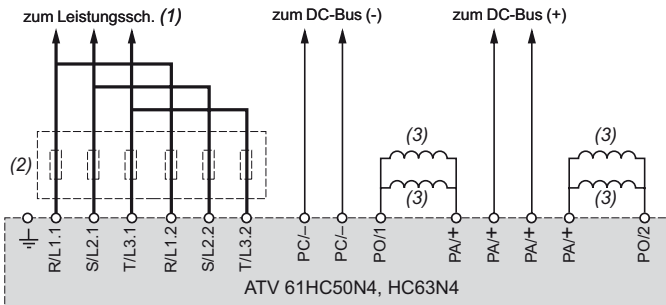 zum Leistungssch. (1)
zum DC-Bus (-)
zum DC-Bus (+)
(2)
(3)
(3)
(3)
(3)
R/L1.1
S/L2.1
T/L3.1
R/L1.2
S/L2.2
T/L3.2
PC/–
PC/–
PO/1
PA/+
PA/+
PA/+
PA/+
PO/2
ATV 61HC50N4, HC63N4